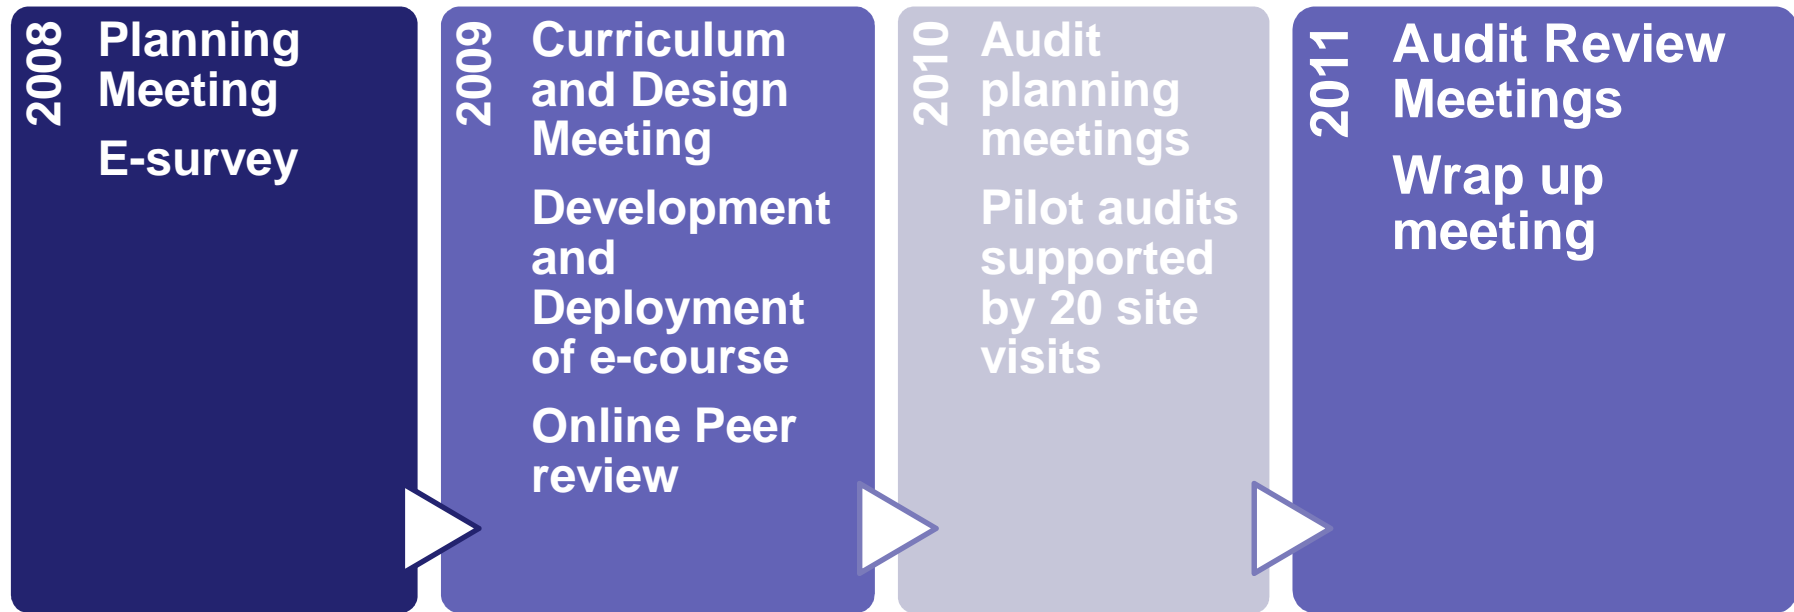 2008
Planning
Meeting
E-survey
2009
Curriculum
and Design
Meeting
Development
and
Deployment
of e-course
Online Peer
review
2010
Audit
planning
meetings
Pilot audits
supported
by 20 site
visits
2011
Audit Review
Meetings
Wrap up
meeting